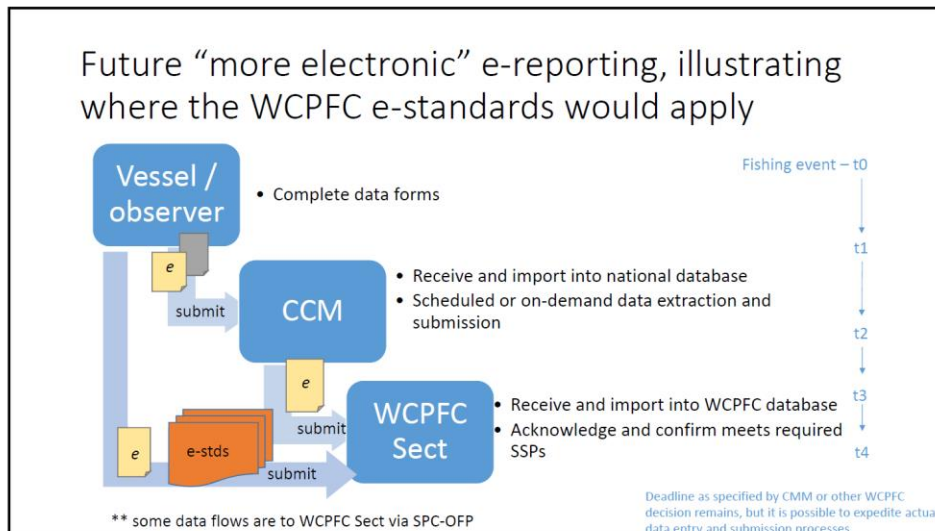 Future “more electronic” e-reporting, illustrating
where the WCPFC e-standards would apply
Vessel /
observer
• Complete data forms
Fishing event – t0
e
submit
t1
CCM
• Receive and import into national database
• Scheduled or on-demand data extraction and
submission
t2
e
submit
WCPFC
Sect
• Receive and import into WCPFC database
• Acknowledge and confirm meets required
SSPs
t3
t4
e
e-stds
submit
** some data flows are to WCPFC Sect via SPC-OFP
Deadline as specified by CMM or other WCPFC
decision remains, but it is possible to expedite actua
data entry and submission processes